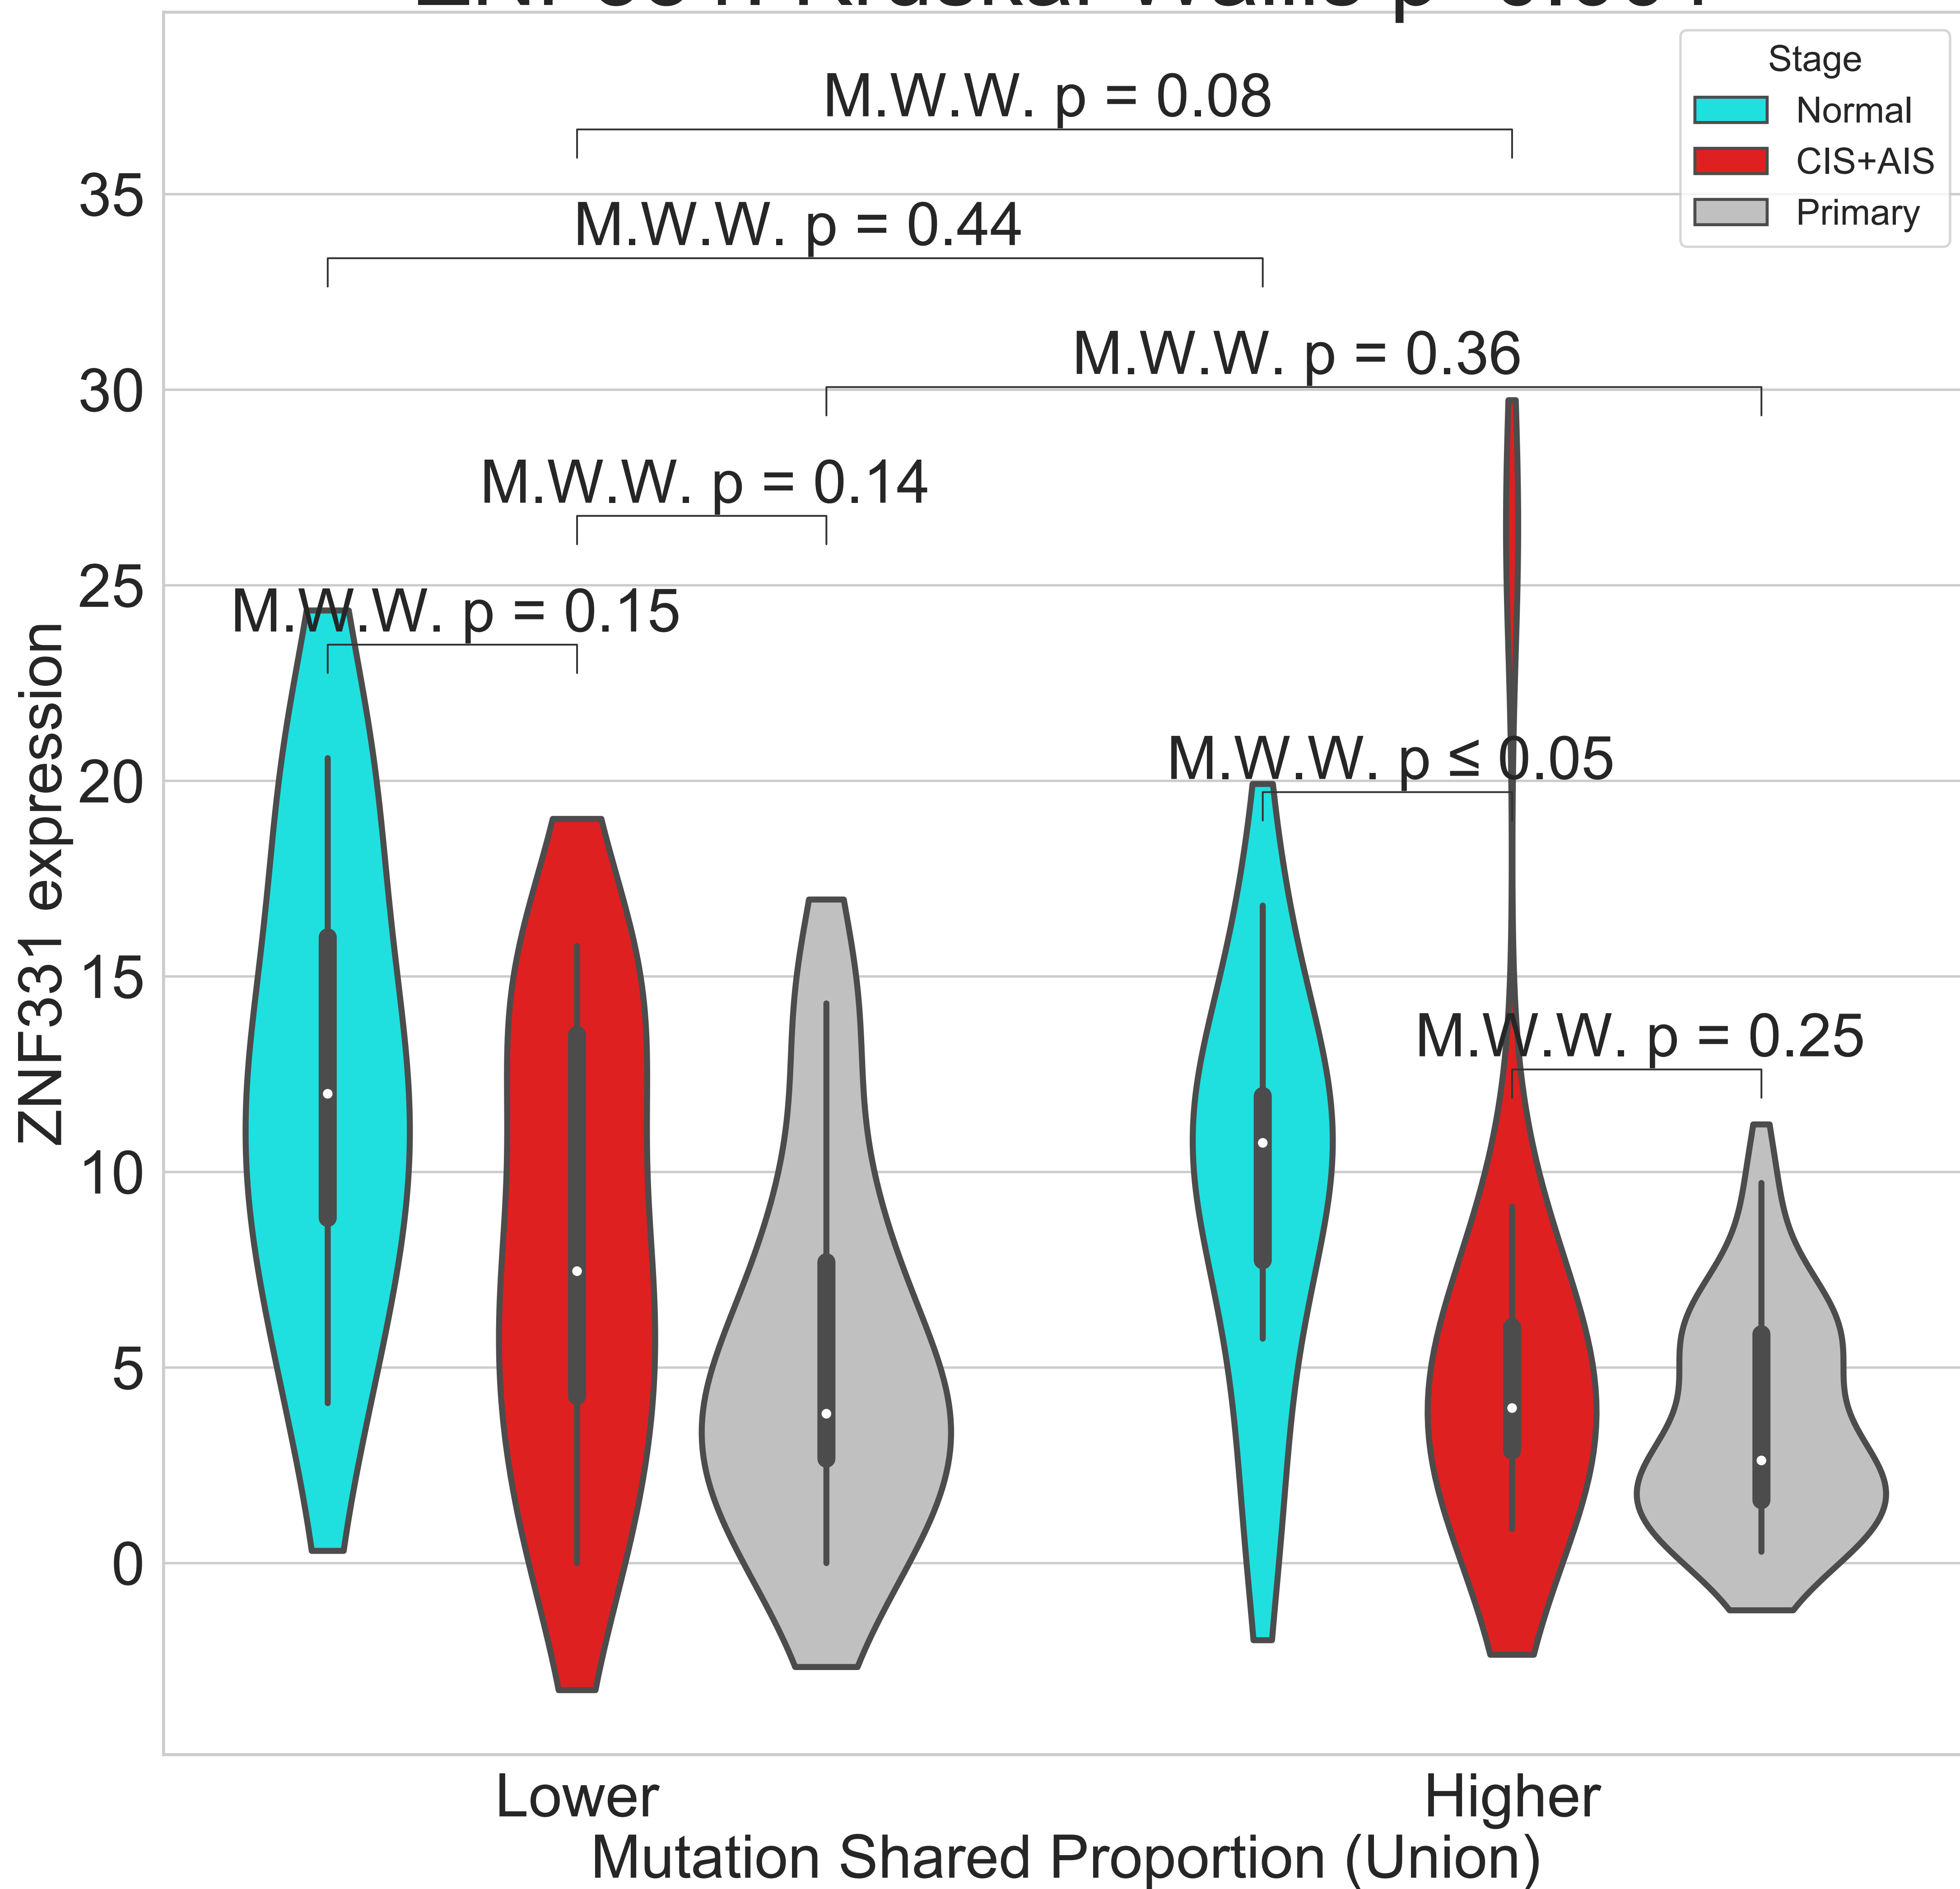 Stage
Normal
CIS+AIS
Primary
M.W.W. p = 0.08
M.W.W. p = 0.44
M.W.W. p = 0.36
M.W.W. p = 0.14
M.W.W. p = 0.15
M.W.W. p ≤ 0.05
M.W.W. p = 0.25
35
30
25
20
15
10
5
0
ZNF331 expression
Lower
Higher
Mutation Shared Proportion (Union)